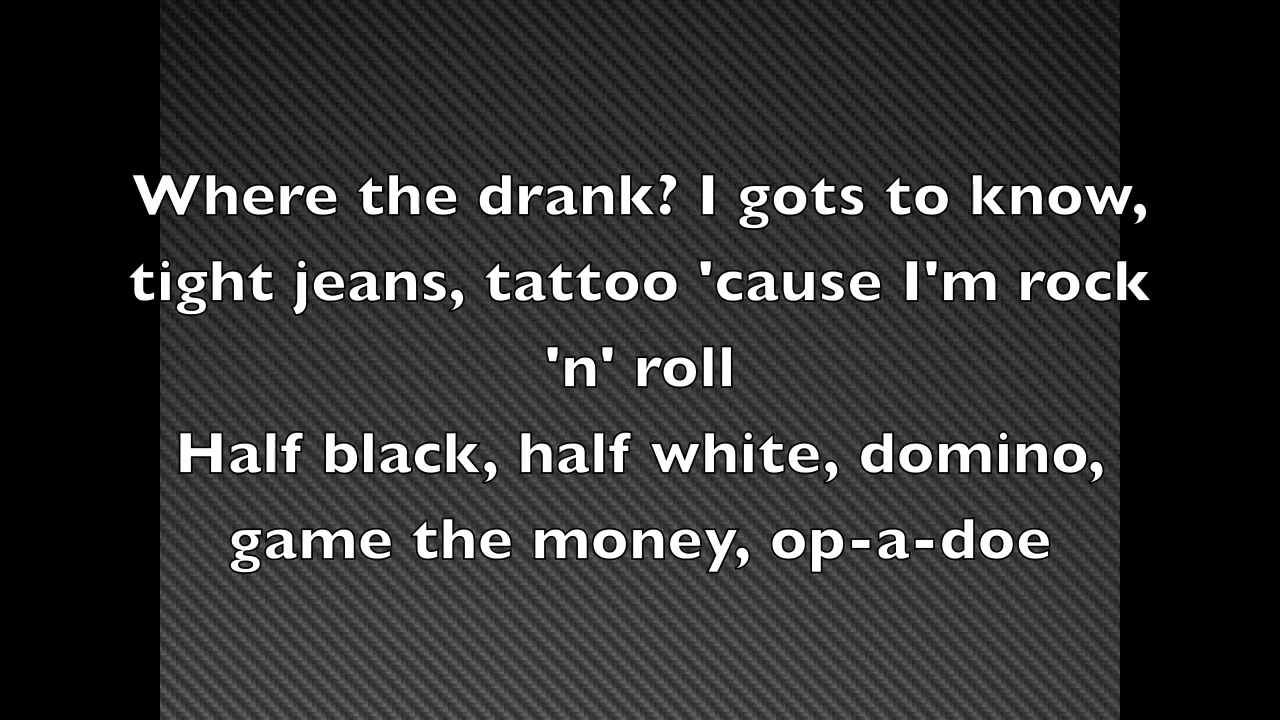 Where the drank? I gots to know,
tight jeans, tattoo 'cause I'm rock
'n' roll
Half black, half white, domino,
game the money, op-a-doe